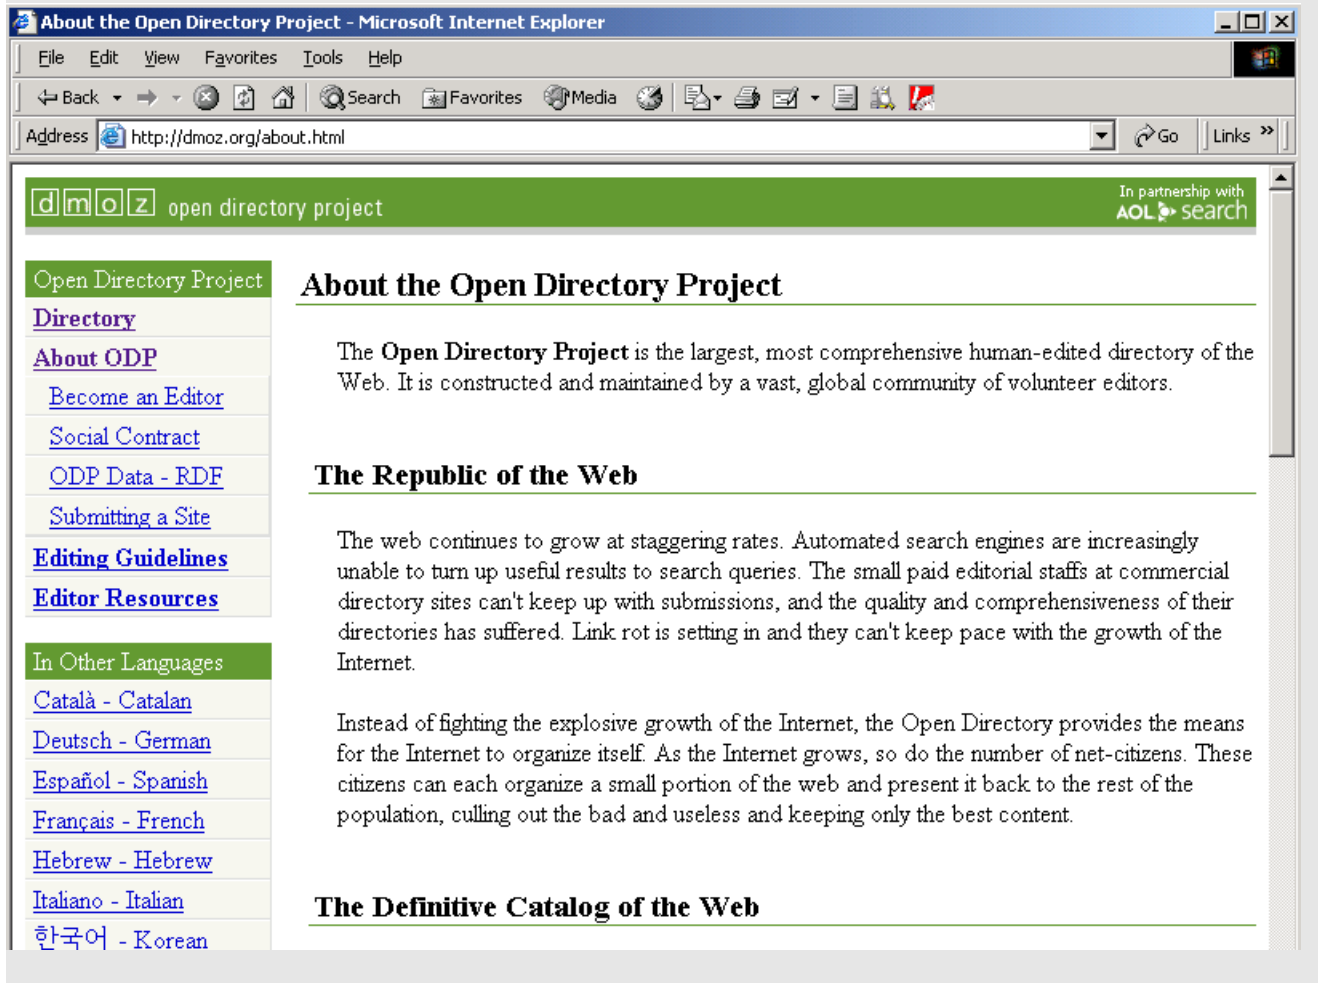 About the Open Directory Project - Microsoft Internet Explorer
File Edit View Favorites Tools Help
Back Search Favorites Media
Address http://dmoz.org/about.html Go Links »
dmoz open directory project
In partnership with
AOL search
Open Directory Project
Directory
About ODP
Become an Editor
Social Contract
ODP Data - RDF
Submitting a Site
Editing Guidelines
Editor Resources
In Other Languages
Català - Catalan
Deutsch - German
Español - Spanish
Français - French
Hebrew - Hebrew
Italiano - Italian
한국어 - Korean
About the Open Directory Project
The Open Directory Project is the largest, most comprehensive human-edited directory of the
Web. It is constructed and maintained by a vast, global community of volunteer editors.
The Republic of the Web
The web continues to grow at staggering rates. Automated search engines are increasingly
unable to turn up useful results to search queries. The small paid editorial staffs at commercial
directory sites can't keep up with submissions, and the quality and comprehensiveness of their
directories has suffered. Link rot is setting in and they can't keep pace with the growth of the
Internet.
Instead of fighting the explosive growth of the Internet, the Open Directory provides the means
for the Internet to organize itself. As the Internet grows, so do the number of net-citizens. These
citizens can each organize a small portion of the web and present it back to the rest of the
population, culling out the bad and useless and keeping only the best content.
The Definitive Catalog of the Web